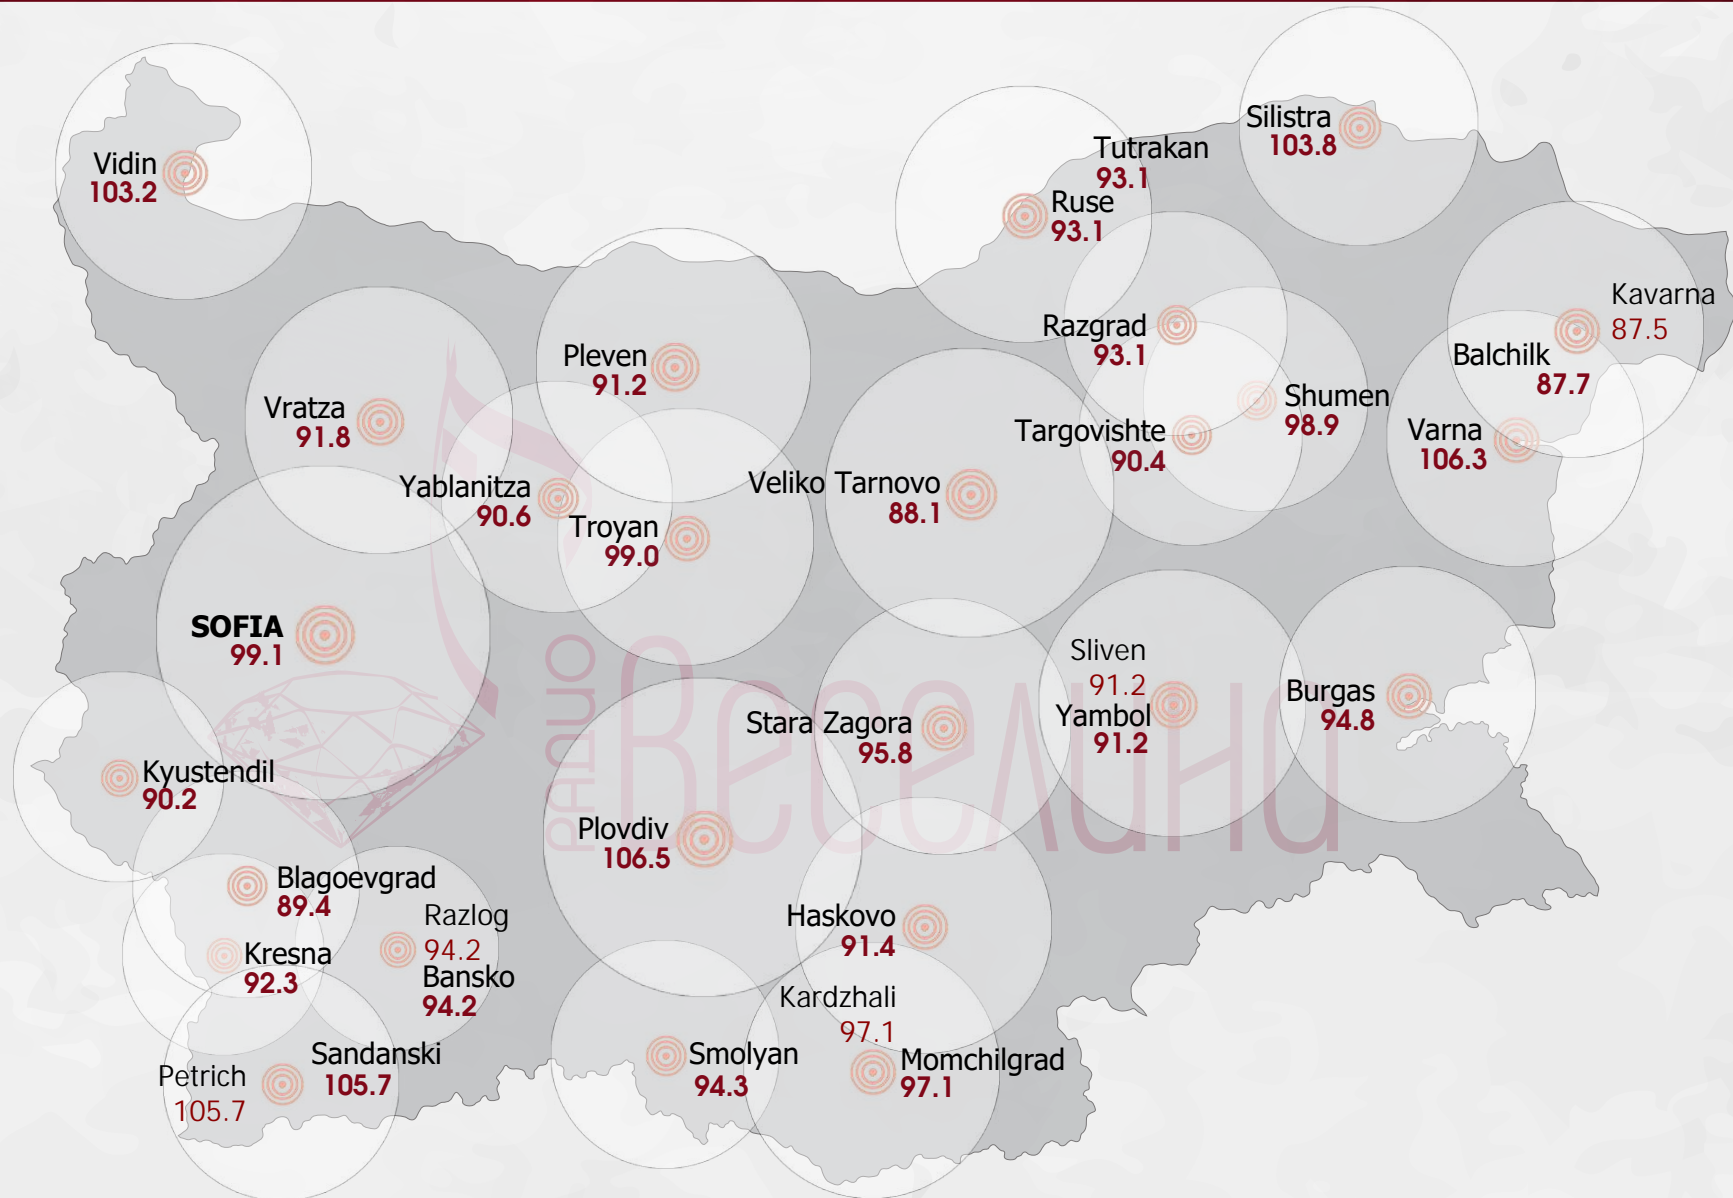 Silistra
103.8
Tutrakan
93.1
Vidin
103.2
Ruse
93.1
Kavarna
87.5
Razgrad
93.1
Pleven
91.2
Balchilk
87.7
Shumen
98.9
Vratza
91.8
Targovishte
90.4
Varna
106.3
Yablanitza
90.6
Veliko Tarnovo
88.1
Troyan
99.0
SOFIA
99.1
Sliven
91.2
Yambol
91.2
Burgas
94.8
Stara Zagora
95.8
Kyustendil
90.2
Plovdiv
106.5
Blagoevgrad
89.4
Razlog
94.2
Haskovo
91.4
Kresna
92.3
Bansko
94.2
Kardzhali
97.1
Sandanski
105.7
Smolyan
94.3
Momchilgrad
97.1
Petrich
105.7
радио
Веселина